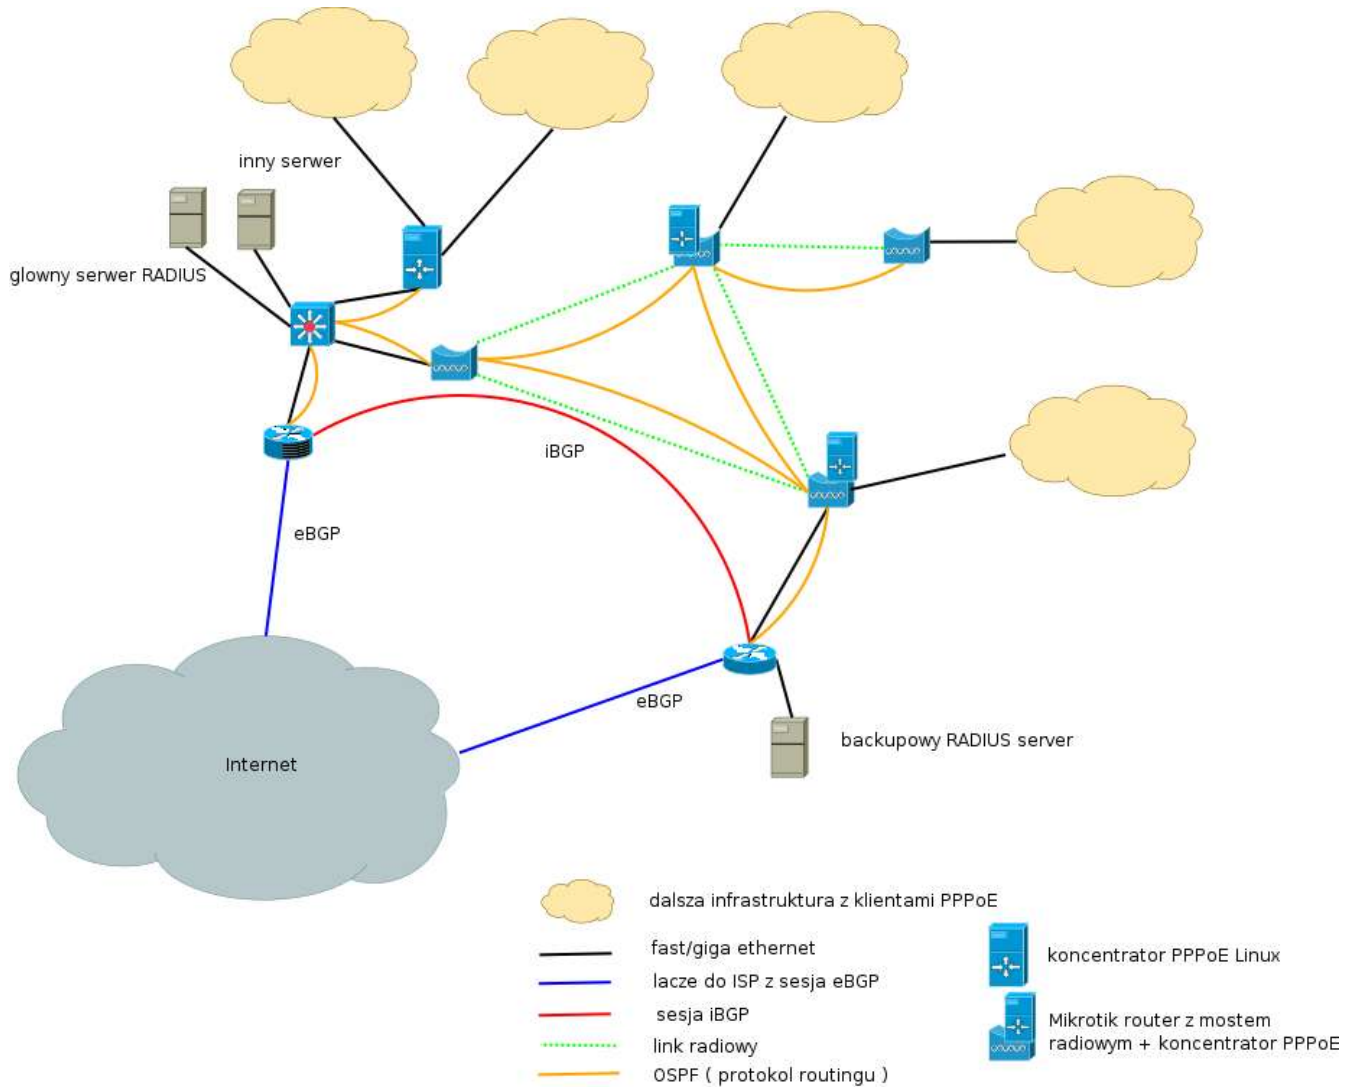 inny serwer
glowny serwer RADIUS
iBGP
eBGP
eBGP
backupowy RADIUS server
Internet
dalsza infrastruktura z klientami PPPoE
fast/giga ethernet
lacze do ISP z sesja eBGP
sesja iBGP
link radiowy
OSPF ( protokol routingu )
koncentrator PPPoE Linux
Mikrotik router z mostem
radiowym + koncentrator PPPoE